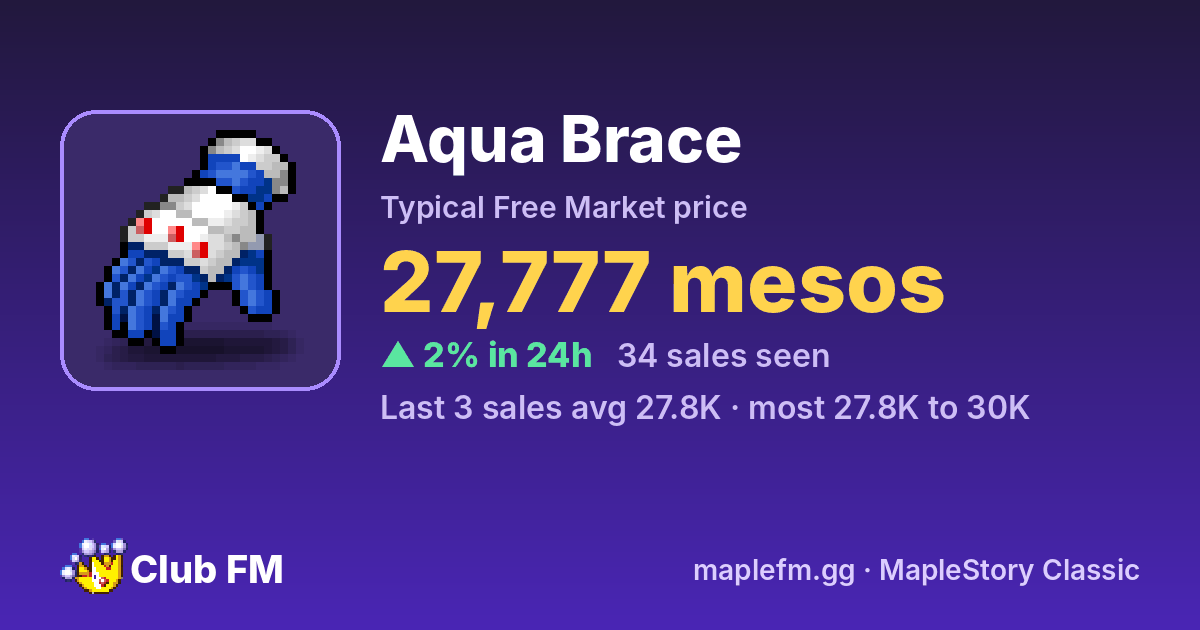 Aqua Brace
Typical Free Market price
27,777 mesos
▲ 2% in 24h 34 sales seen
Last 3 sales avg 27.8K · most 27.8K to 30K
Club FM
maplefm.gg · MapleStory Classic